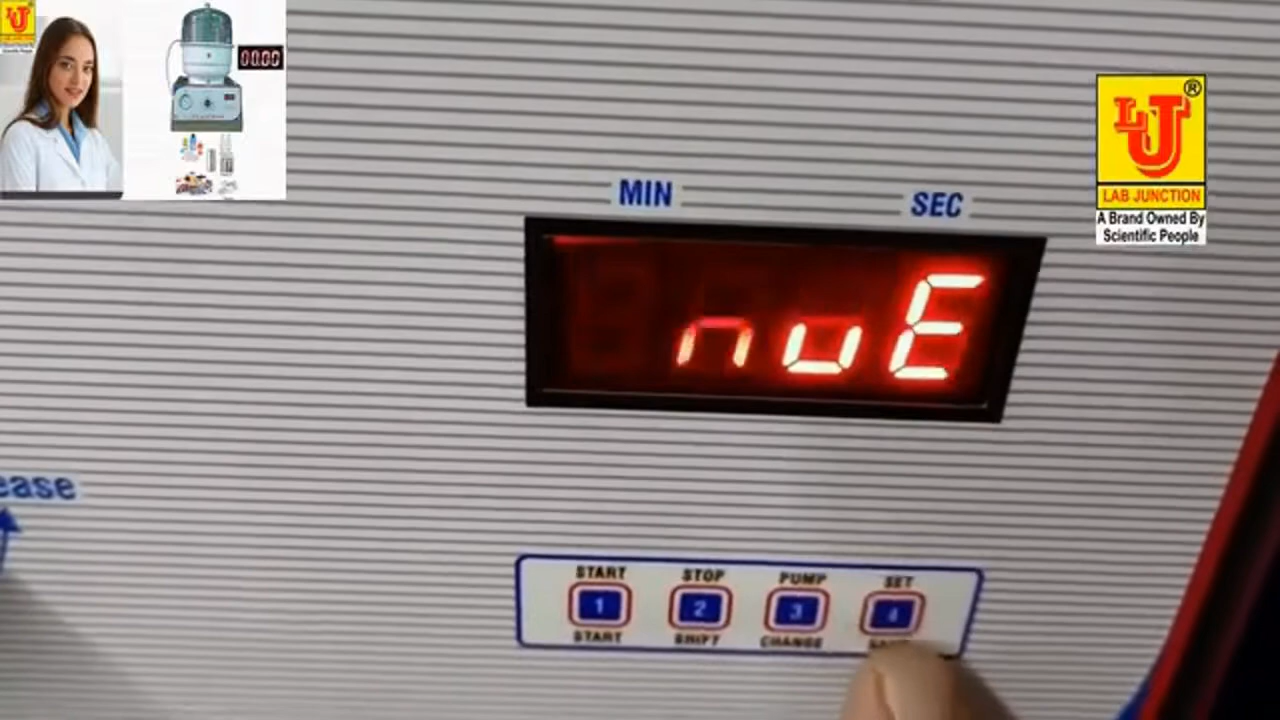 LJ
00:00
LJ
®
LAB JUNCTION
A Brand Owned By
Scientific People
MIN
SEC
nuE
ease
START
STOP
PUMP
SET
1
2
3
4
START
SHIFT
CHANGE